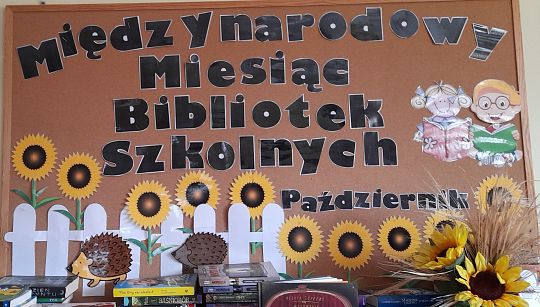 Międzynarodowy
Miesiąc
Bibliotek
Szkolnych
Październik